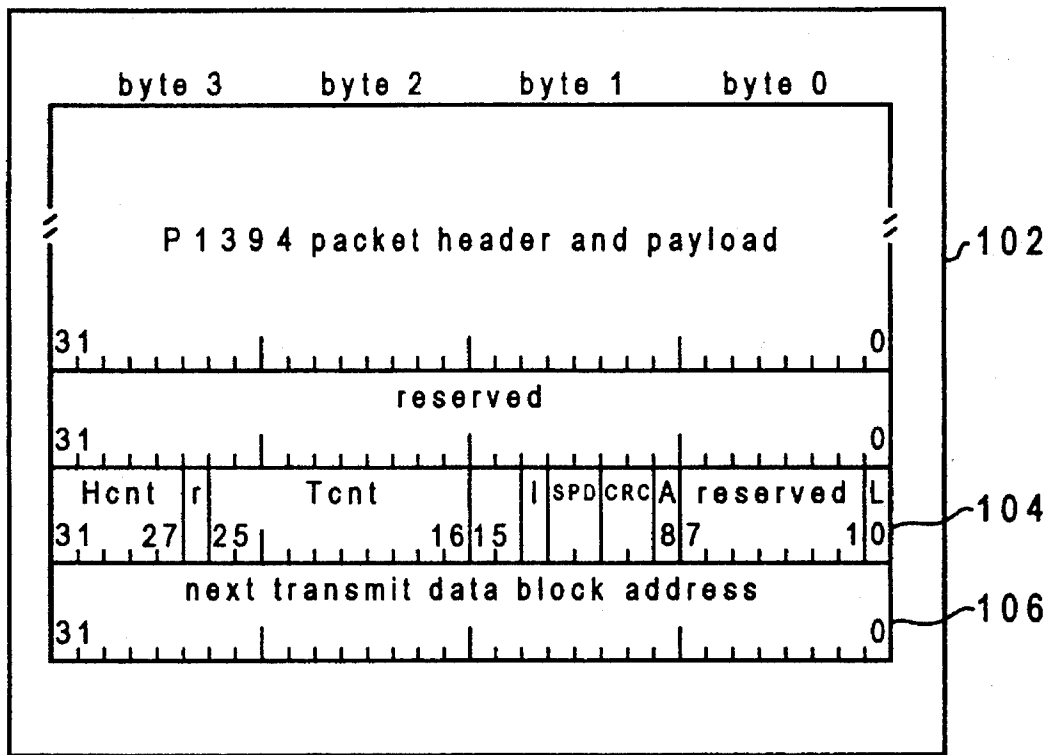 byte 3 byte 2 byte 1 byte 0
P1394 packet header and payload
102
31 0
reserved
31 0
Hcnt r Tcnt I SPD CRC A reserved L
31 27 25 16 15 8 7 1 0
104
next transmit data block address
31 0
106